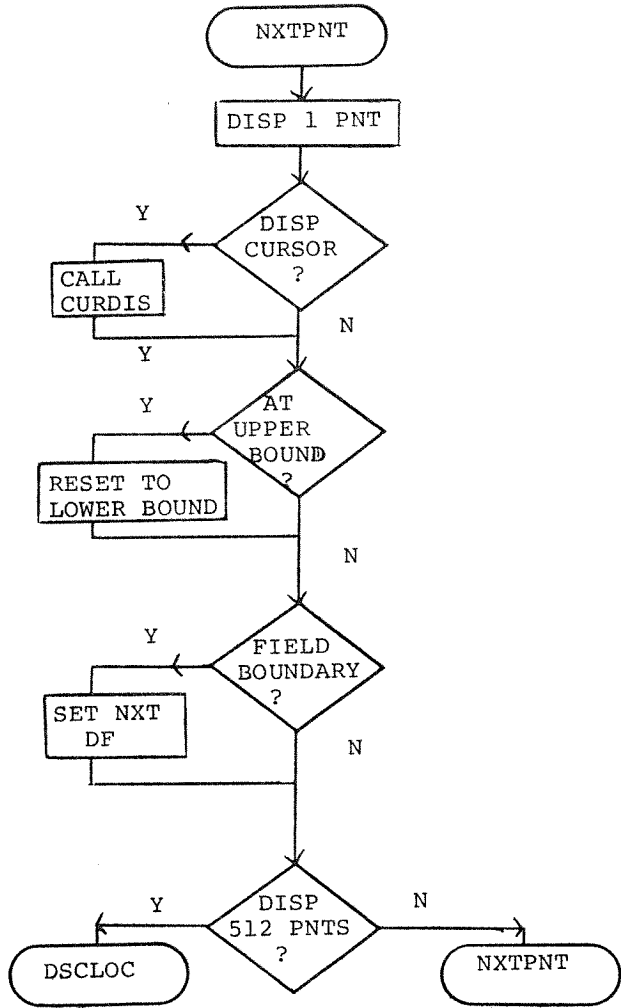 NXTPNT
DISP 1 PNT
Y
DISP
CURSOR
?
CALL
CURDIS
N
Y
Y
AT
UPPER
BOUND
?
RESET TO
LOWER BOUND
N
Y
FIELD
BOUNDARY
?
SET NXT
DF
N
Y
DISP
512 PNTS
?
N
DSCLOC
NXTPNT